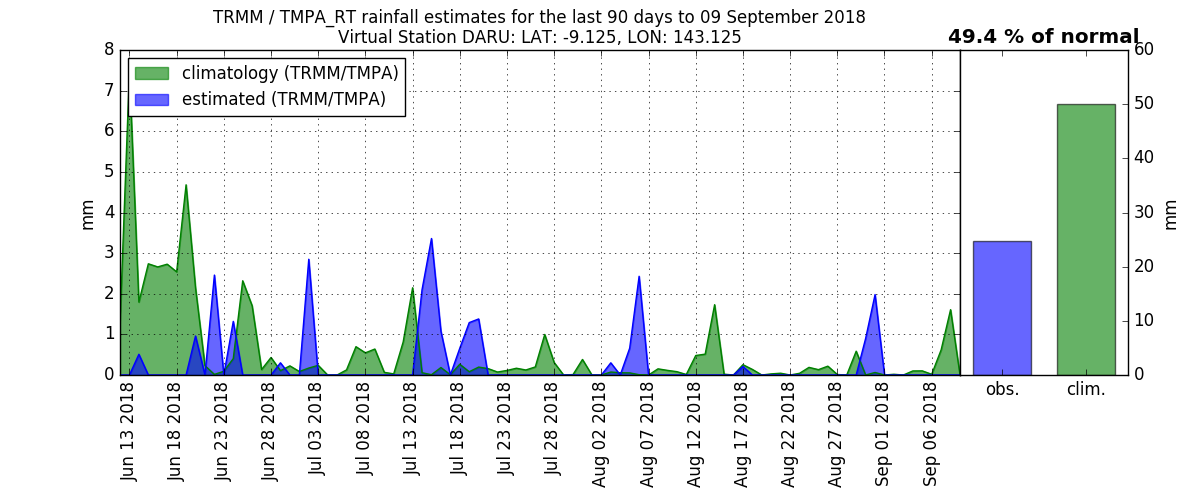 TRMM / TMPA_RT rainfall estimates for the last 90 days to 09 September 2018
Virtual Station DARU: LAT: -9.125, LON: 143.125
49.4 % of normal
climatology (TRMM/TMPA)
estimated (TRMM/TMPA)
8
7
6
5
4
3
2
1
0
mm
Jun 13 2018
Jun 18 2018
Jun 23 2018
Jun 28 2018
Jul 03 2018
Jul 08 2018
Jul 13 2018
Jul 18 2018
Jul 23 2018
Jul 28 2018
Aug 02 2018
Aug 07 2018
Aug 12 2018
Aug 17 2018
Aug 22 2018
Aug 27 2018
Sep 01 2018
Sep 06 2018
obs.
clim.
60
50
40
30
20
10
0
mm